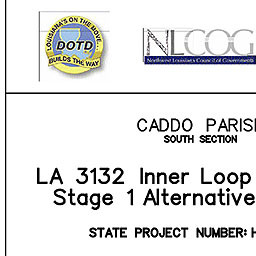 LOUISIANA'S ON THE MOVE...
DOTD
BUILDS THE WAY
NLCOG
Northwest Louisiana Council of Governments
CADDO PARISH
SOUTH SECTION
LA 3132 Inner Loop
Stage 1 Alternative
STATE PROJECT NUMBER: H